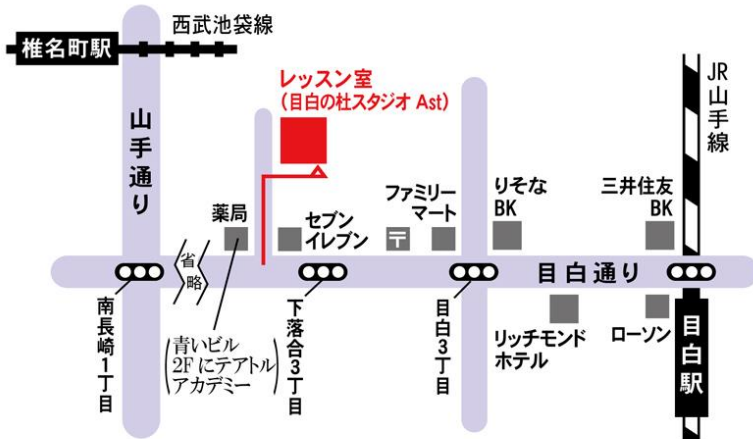 西武池袋線
椎名町駅
JR山手線
レッスン室
(目白の杜スタジオ Ast)
山手通り
薬局
セブン
イレブン
〒
ファミリー
マート
りそな
BK
三井住友
BK
省略
目白通り
南長崎1丁目
(青いビル
2Fにテアトル
アカデミー)
下落合3丁目
目白3丁目
リッチモンド
ホテル
ローソン
目白駅